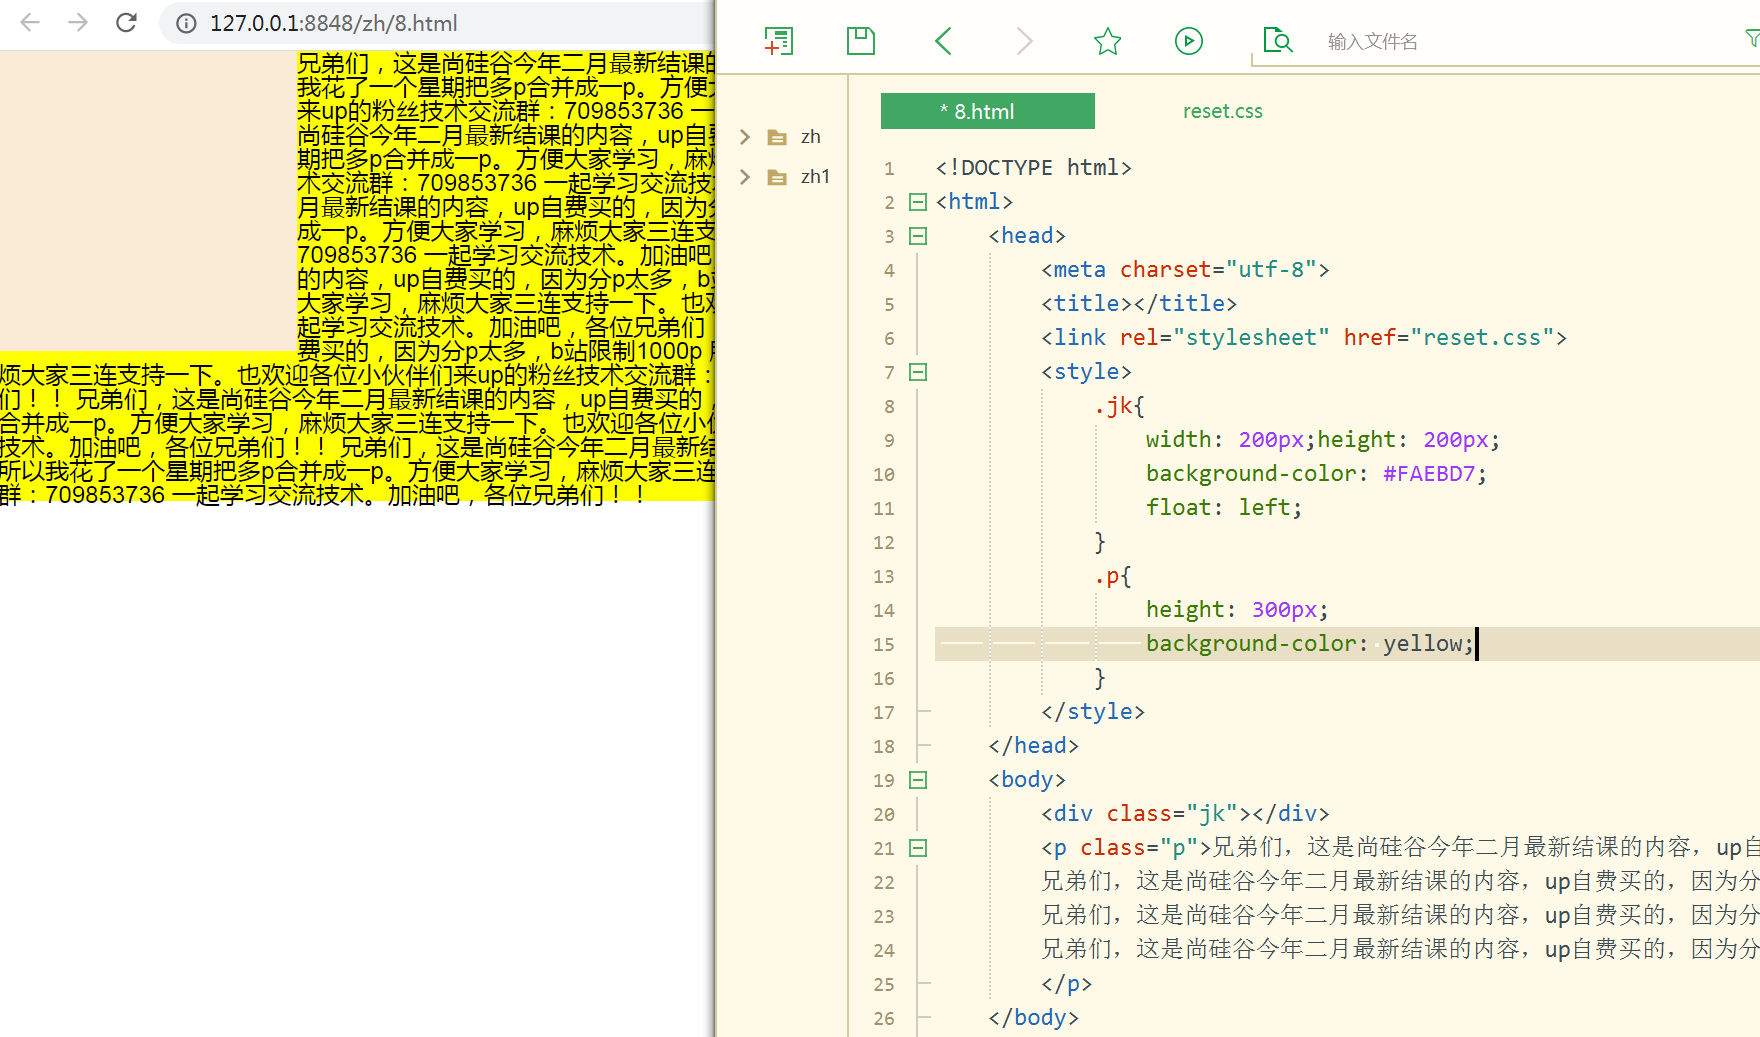 127.0.0.1:8848/zh/8.html
兄弟们，这是尚硅谷今年二月最新结课的
我花了一个星期把多p合并成一p。方便大
来up的粉丝技术交流群：709853736 一
尚硅谷今年二月最新结课的内容，up自费
期把多p合并成一p。方便大家学习，麻烦
术交流群：709853736 一起学习交流技术
月最新结课的内容，up自费买的，因为分
成一p。方便大家学习，麻烦大家三连支
709853736 一起学习交流技术。加油吧
的内容，up自费买的，因为分p太多，b站
大家学习，麻烦大家三连支持一下。也欢
起学习交流技术。加油吧，各位兄弟们
费买的，因为分p太多，b站限制1000p
烦大家三连支持一下。也欢迎各位小伙伴们来up的粉丝技术交流群：
们！！ 兄弟们，这是尚硅谷今年二月最新结课的内容，up自费买的，
合并成一p。方便大家学习，麻烦大家三连支持一下。也欢迎各位小伙
技术。加油吧，各位兄弟们！！ 兄弟们，这是尚硅谷今年二月最新结
所以我花了一个星期把多p合并成一p。方便大家学习，麻烦大家三连
群：709853736 一起学习交流技术。加油吧，各位兄弟们！！
输入文件名
* 8.html
reset.css
zh
zh1
1 <!DOCTYPE html>
2 <html>
3 <head>
4 <meta charset="utf-8">
5 <title></title>
6 <link rel="stylesheet" href="reset.css">
7 <style>
8 .jk{
9 width: 200px;height: 200px;
10 background-color: #FAEBD7;
11 float: left;
12 }
13 .p{
14 height: 300px;
15 background-color: yellow;
16 }
17 </style>
18 </head>
19 <body>
20 <div class="jk"></div>
21 <p class="p">兄弟们，这是尚硅谷今年二月最新结课的内容，up自
22 兄弟们，这是尚硅谷今年二月最新结课的内容，up自费买的，因为分
23 兄弟们，这是尚硅谷今年二月最新结课的内容，up自费买的，因为分
24 兄弟们，这是尚硅谷今年二月最新结课的内容，up自费买的，因为分
25 </p>
26 </body>